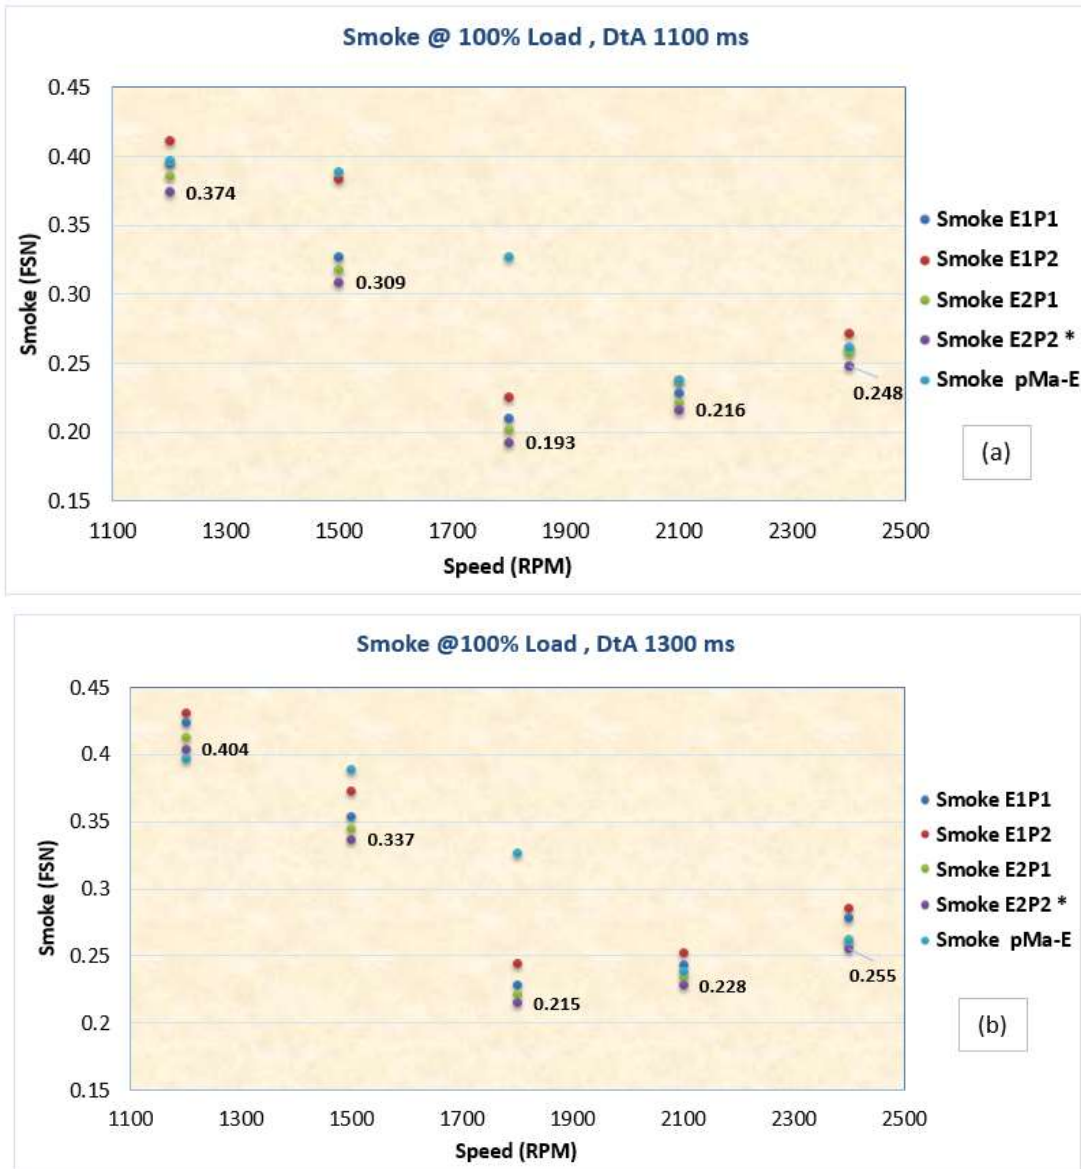 Smoke @ 100% Load , DtA 1100 ms
0.45
0.40
0.35
0.30
0.25
0.20
0.15
Smoke (FSN)
0.374
0.309
0.193
0.216
0.248
1100 1300 1500 1700 1900 2100 2300 2500
Speed (RPM)
Smoke E1P1
Smoke E1P2
Smoke E2P1
Smoke E2P2 *
Smoke pMa-E
(a)
Smoke @100% Load , DtA 1300 ms
0.45
0.4
0.35
0.3
0.25
0.2
0.15
Smoke (FSN)
0.404
0.337
0.215
0.228
0.255
1100 1300 1500 1700 1900 2100 2300 2500
Speed (RPM)
Smoke E1P1
Smoke E1P2
Smoke E2P1
Smoke E2P2 *
Smoke pMa-E
(b)